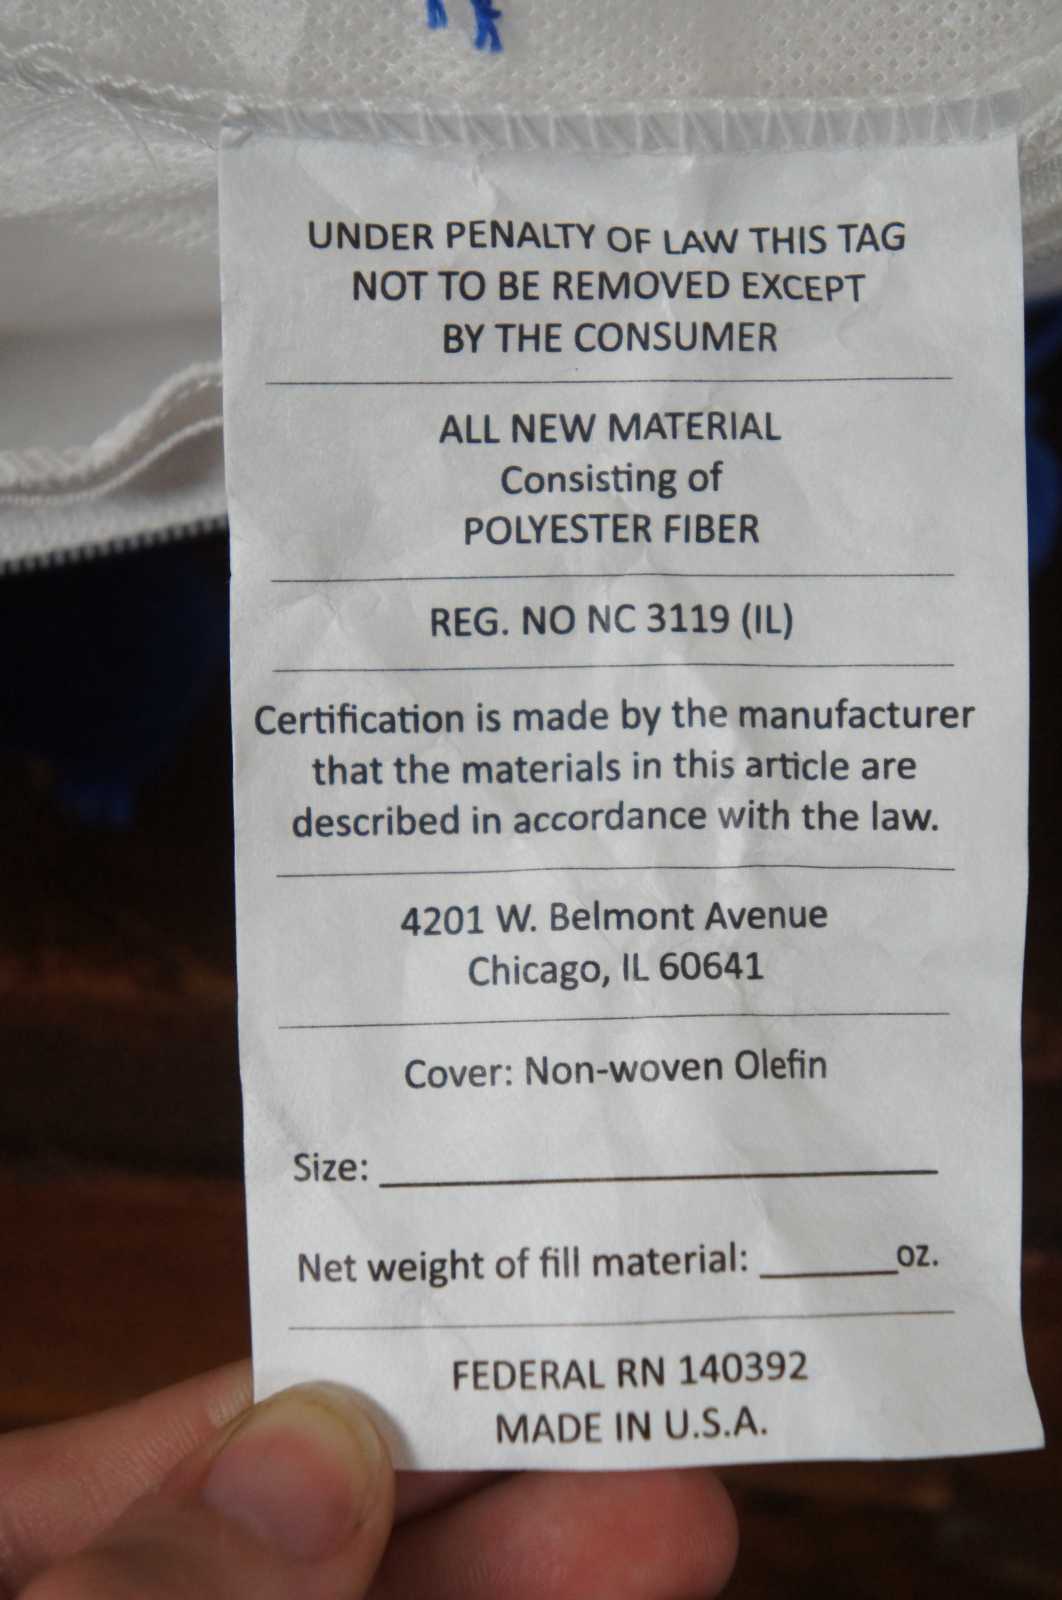 UNDER PENALTY OF LAW THIS TAG
NOT TO BE REMOVED EXCEPT
BY THE CONSUMER
ALL NEW MATERIAL
Consisting of
POLYESTER FIBER
REG. NO NC 3119 (IL)
Certification is made by the manufacturer
that the materials in this article are
described in accordance with the law.
4201 W. Belmont Avenue
Chicago, IL 60641
Cover: Non-woven Olefin
Size: ____________________
Net weight of fill material: _______oz.
FEDERAL RN 140392
MADE IN U.S.A.